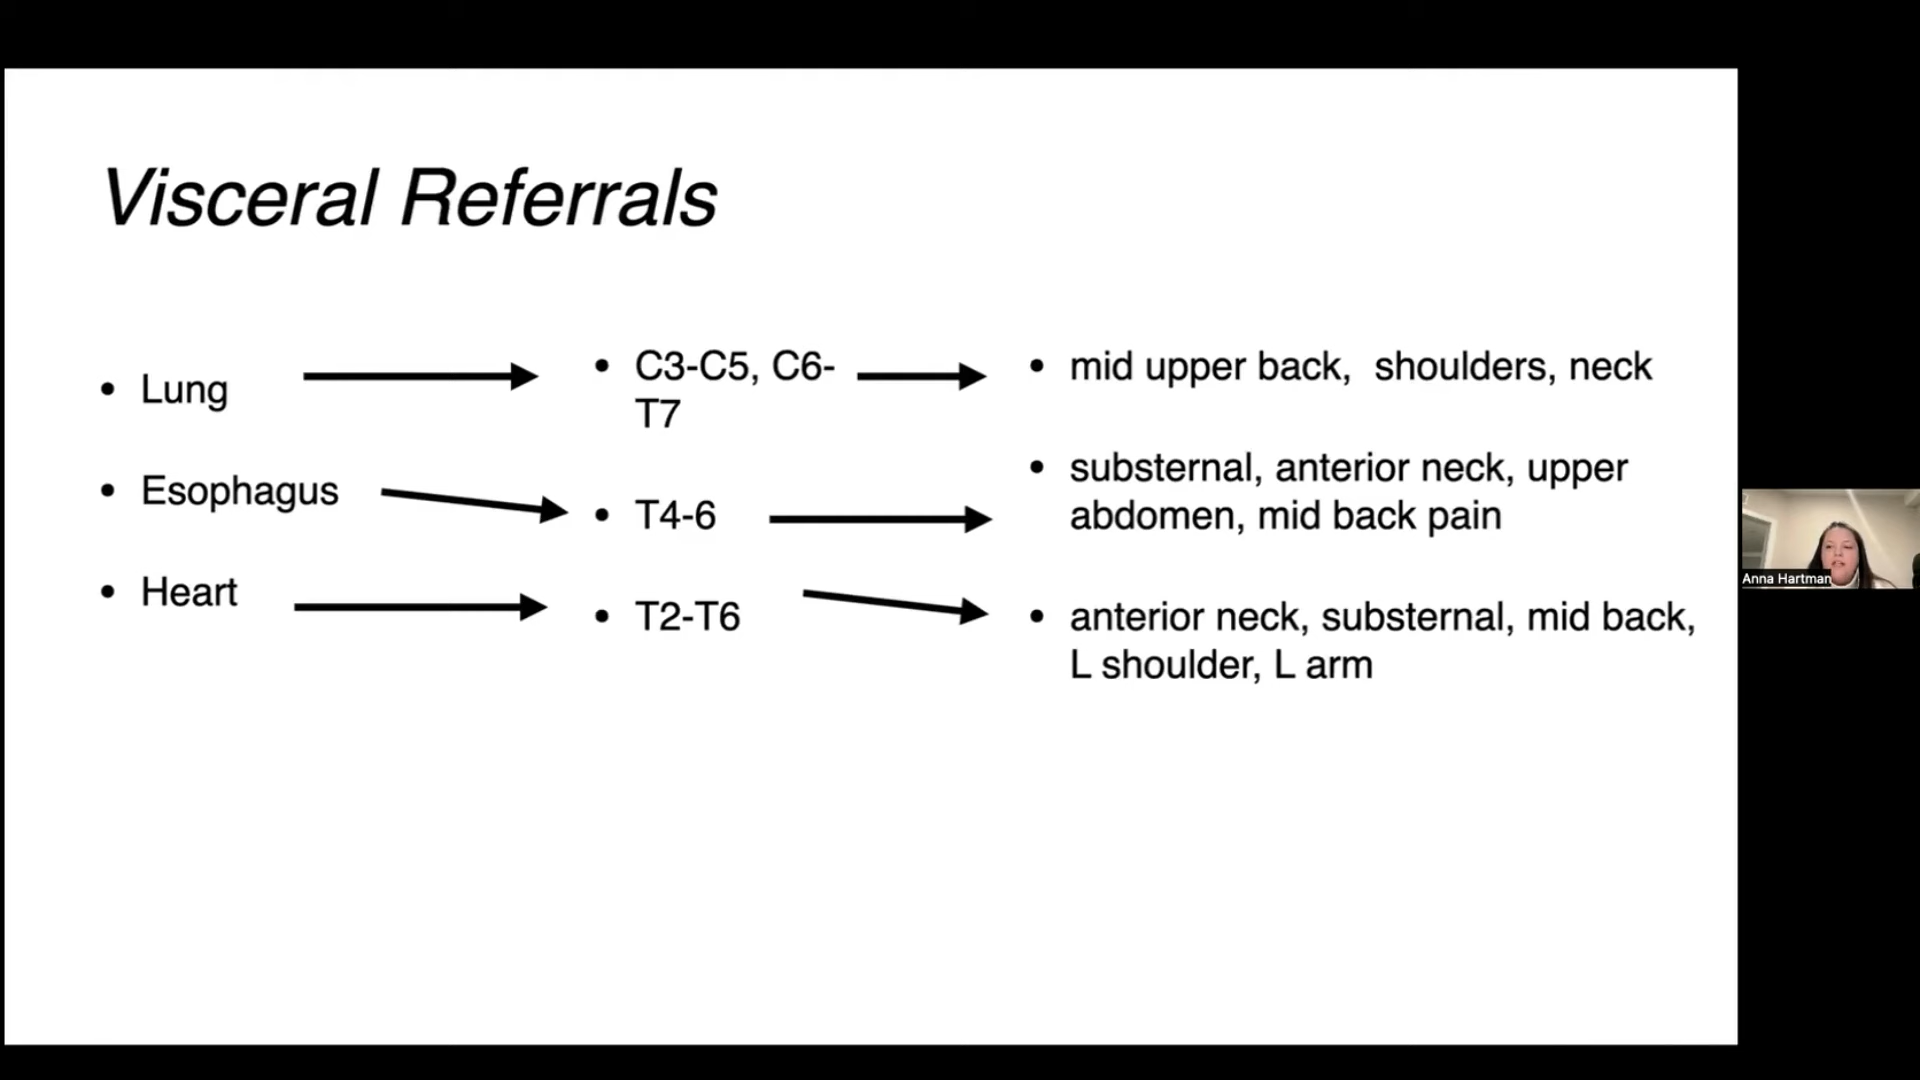 Visceral Referrals
• Lung
• Esophagus
• Heart
• C3-C5, C6-
T7
• T4-6
• T2-T6
• mid upper back,  shoulders, neck
• substernal, anterior neck, upper
abdomen, mid back pain
• anterior neck, substernal, mid back,
L shoulder, L arm
Anna Hartman